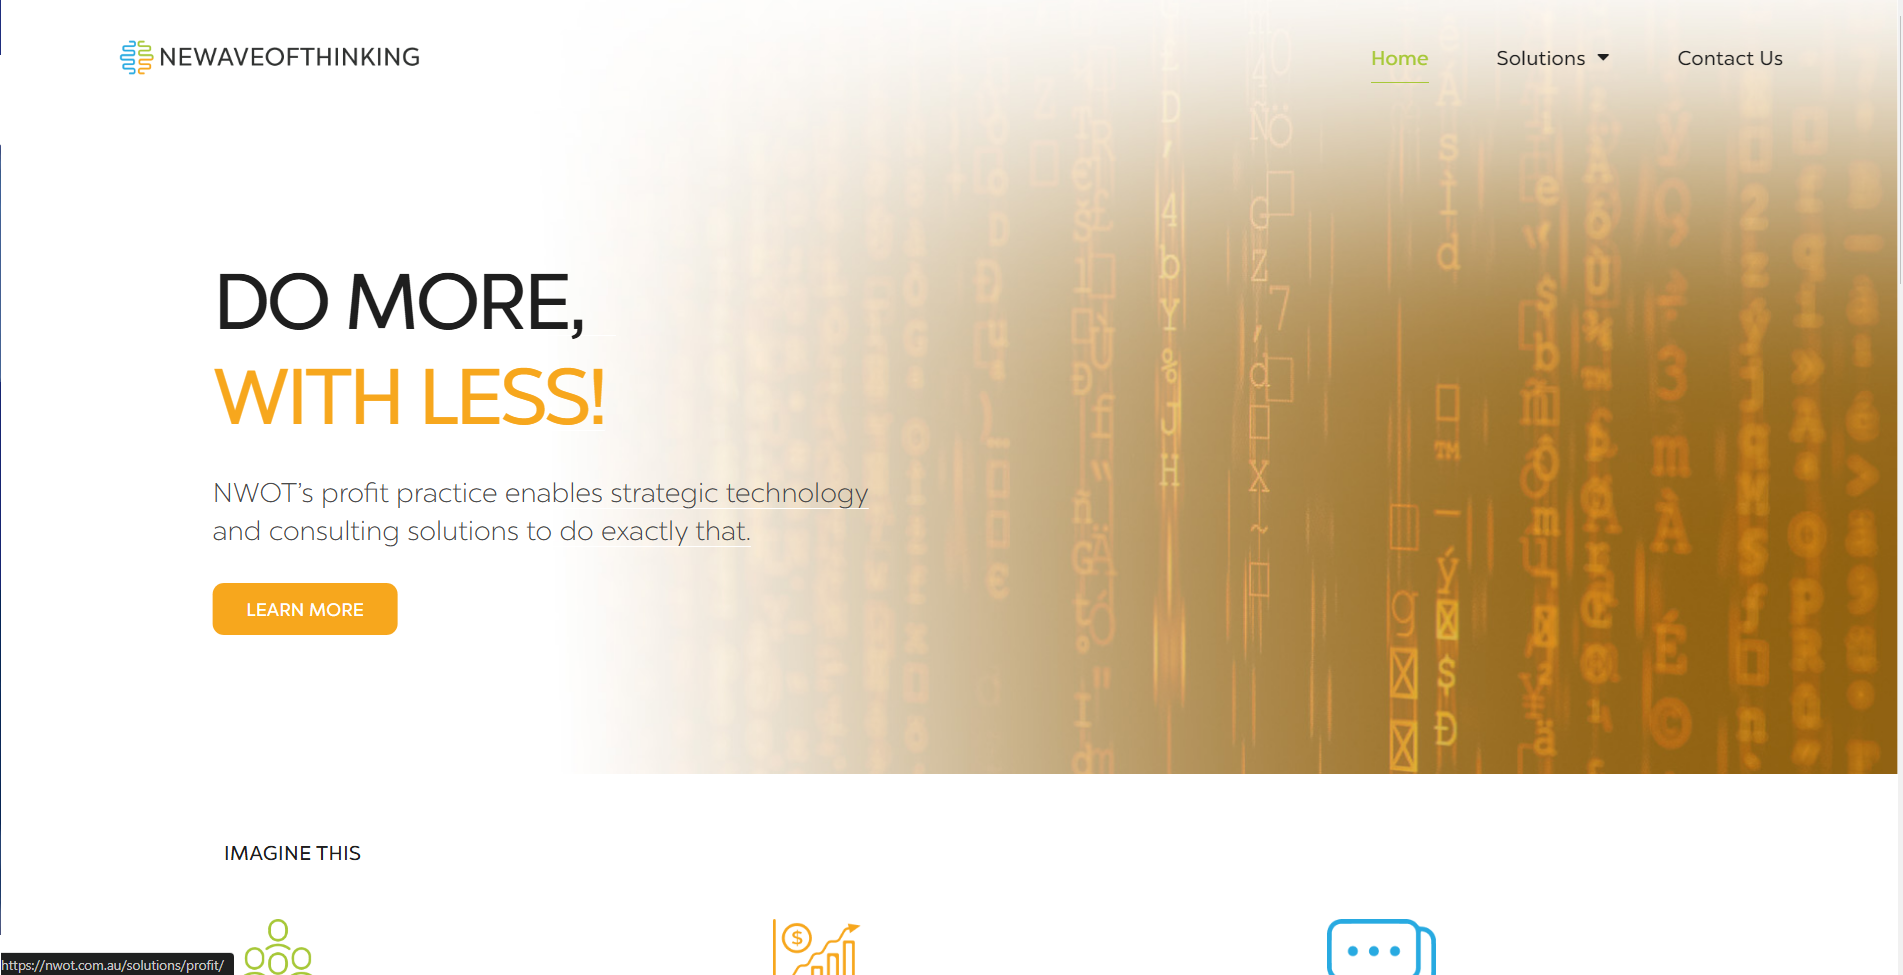 NEWAVEOFTHINKING
Home
Solutions
Contact Us
DO MORE,
WITH LESS!
NWOT’s profit practice enables strategic technology
and consulting solutions to do exactly that.
LEARN MORE
IMAGINE THIS
https://nwot.com.au/solutions/profit/